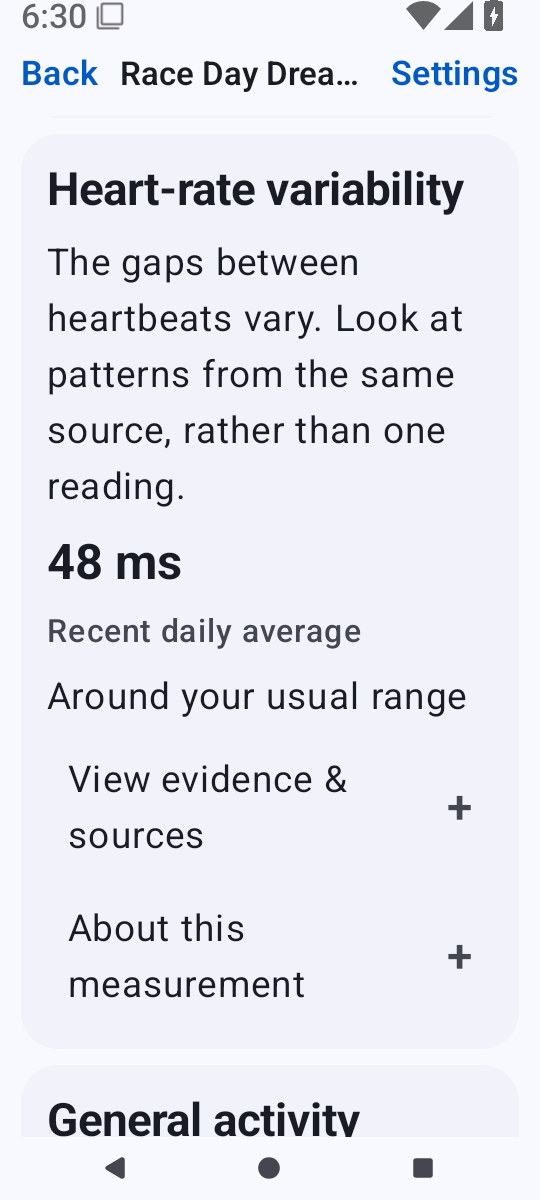 6:30
Back Race Day Drea... Settings
Heart-rate variability
The gaps between
heartbeats vary. Look at
patterns from the same
source, rather than one
reading.
48 ms
Recent daily average
Around your usual range
View evidence &
sources
+
About this
measurement
+
General activity